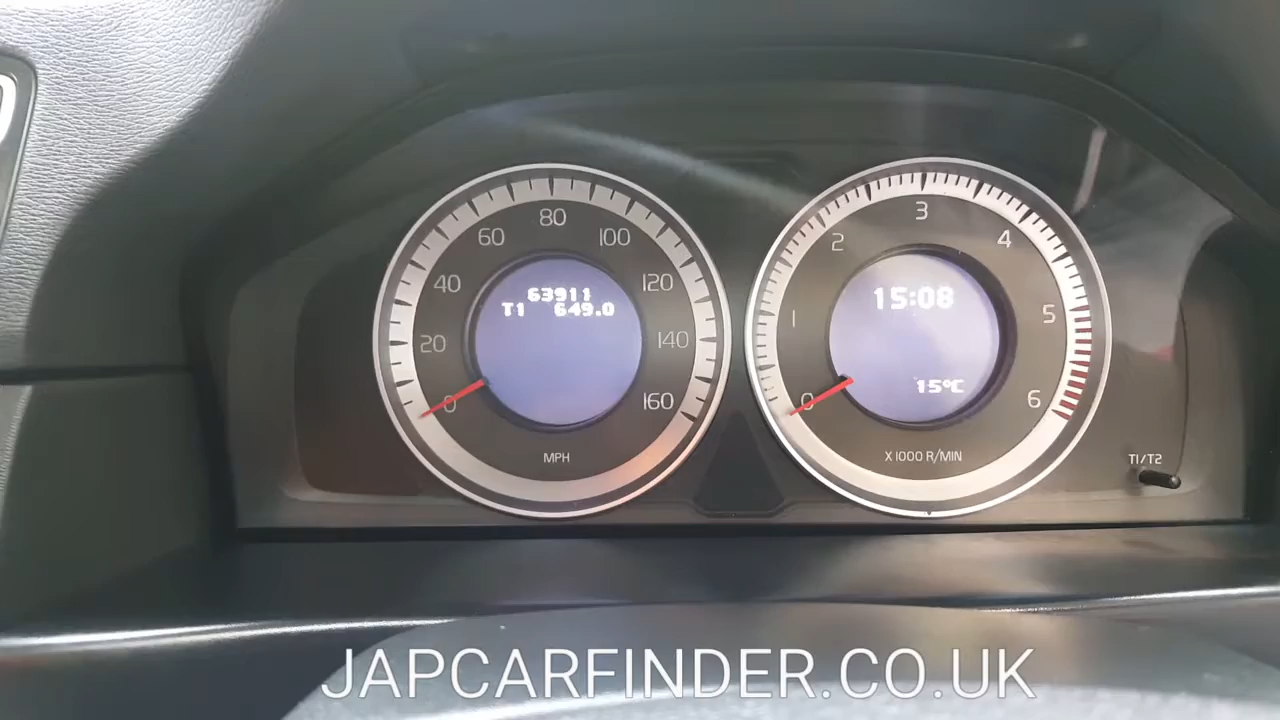 0 20 40 60 80 100 120 140 160
63911
T1 649.0
MPH
0 1 2 3 4 5 6
15:08
15°C
X 1000 R/MIN
T1/T2
JAPCARFINDER.CO.UK